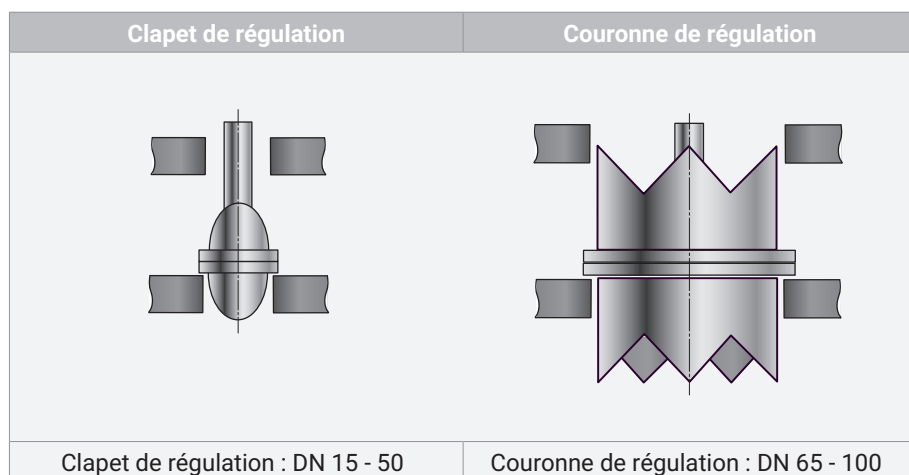 Clapet de régulation
Couronne de régulation
Clapet de régulation : DN 15 - 50
Couronne de régulation : DN 65 - 100